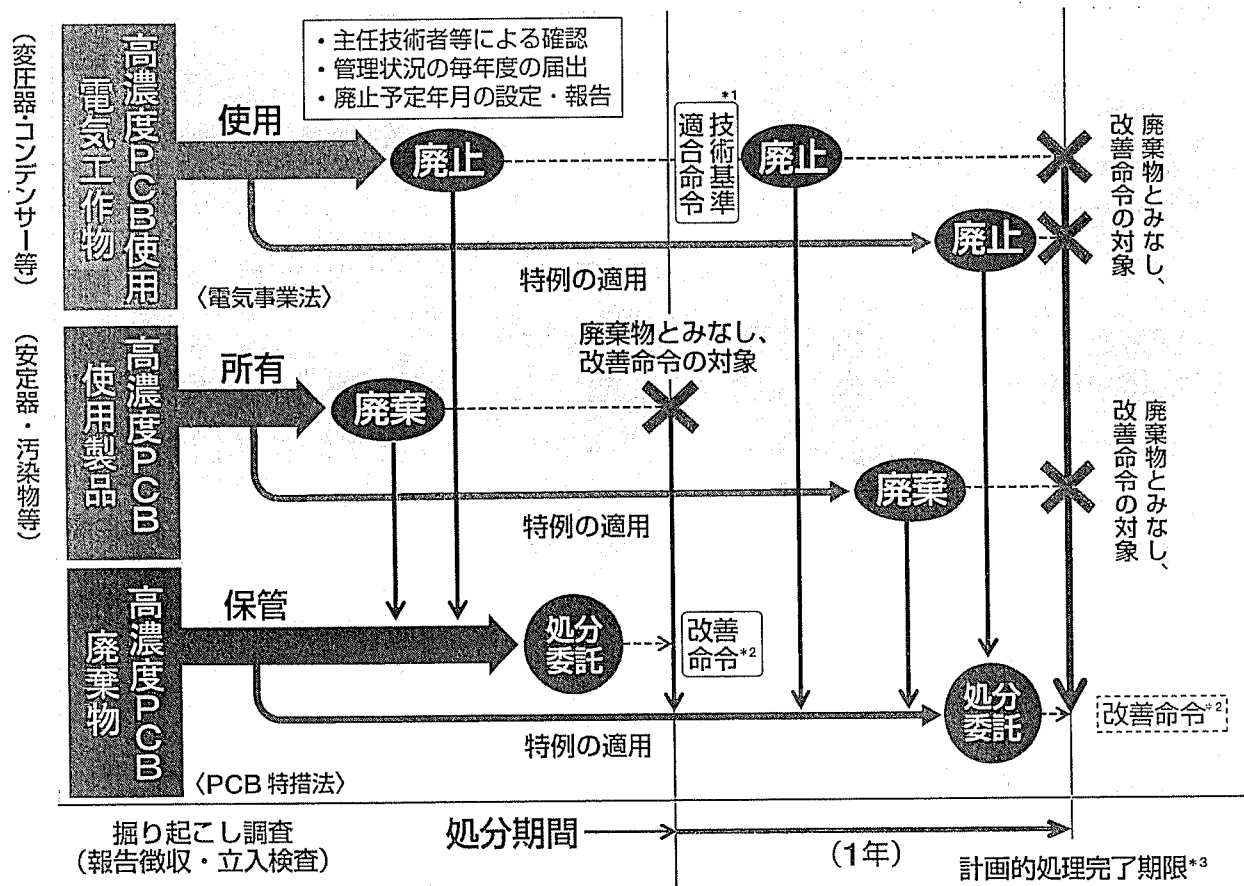 (変圧器・コンデンサー等)
高濃度PCB使用
電気工作物
・主任技術者等による確認
・管理状況の毎年度の届出
・廃止予定年月の設定・報告
使用
廃止
*1
技術基準
適合命令
廃止
廃棄物とみなし、
改善命令の対象
廃止
特例の適用
〈電気事業法〉
(安定器・汚染物等)
高濃度PCB
使用製品
所有
廃棄
廃棄物とみなし、
改善命令の対象
廃棄物とみなし、
改善命令の対象
廃棄
特例の適用
高濃度PCB
廃棄物
保管
処分
委託
改善
命令*2
処分
委託
改善命令*2
特例の適用
〈PCB 特措法〉
掘り起こし調査
(報告徴収・立入検査)
処分期間
(1年)
計画的処理完了期限*3